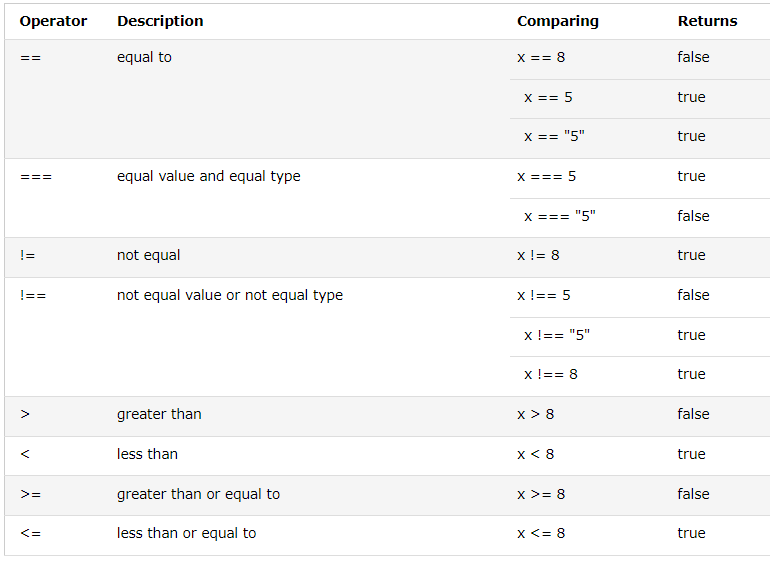 Operator Description Comparing Returns
== equal to x == 8 false
x == 5 true
x == "5" true
=== equal value and equal type x === 5 true
x === "5" false
!= not equal x != 8 true
!== not equal value or not equal type x !== 5 false
x !== "5" true
x !== 8 true
> greater than x > 8 false
< less than x < 8 true
>= greater than or equal to x >= 8 false
<= less than or equal to x <= 8 true